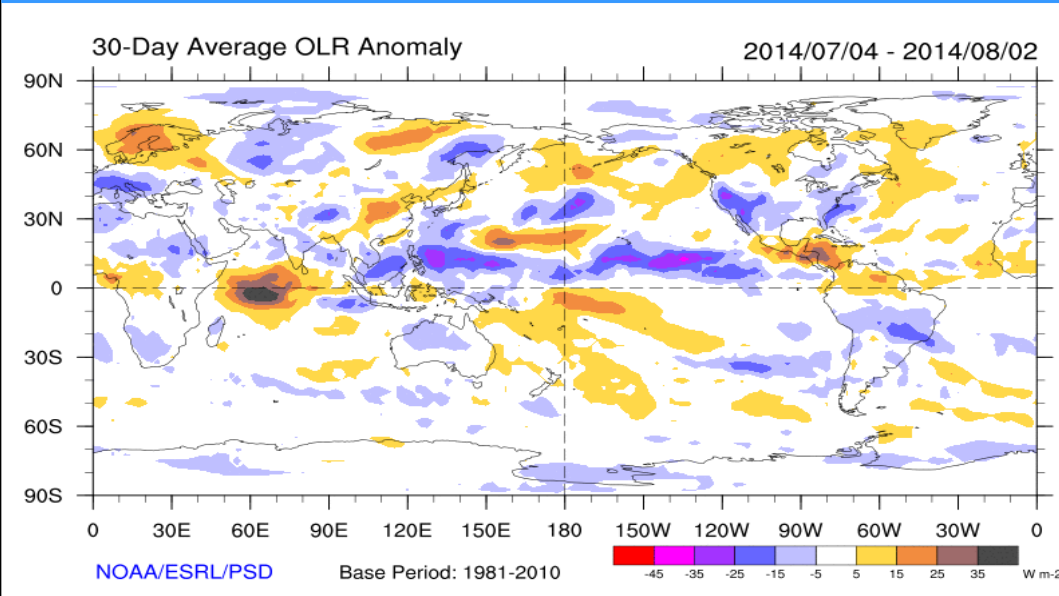 30-Day Average OLR Anomaly 2014/07/04 - 2014/08/02
90N
60N
30N
0
30S
60S
90S
0 30E 60E 90E 120E 150E 180 150W 120W 90W 60W 30W 0
-45 -35 -25 -15 -5 5 15 25 35 W m-2
NOAA/ESRL/PSD Base Period: 1981-2010